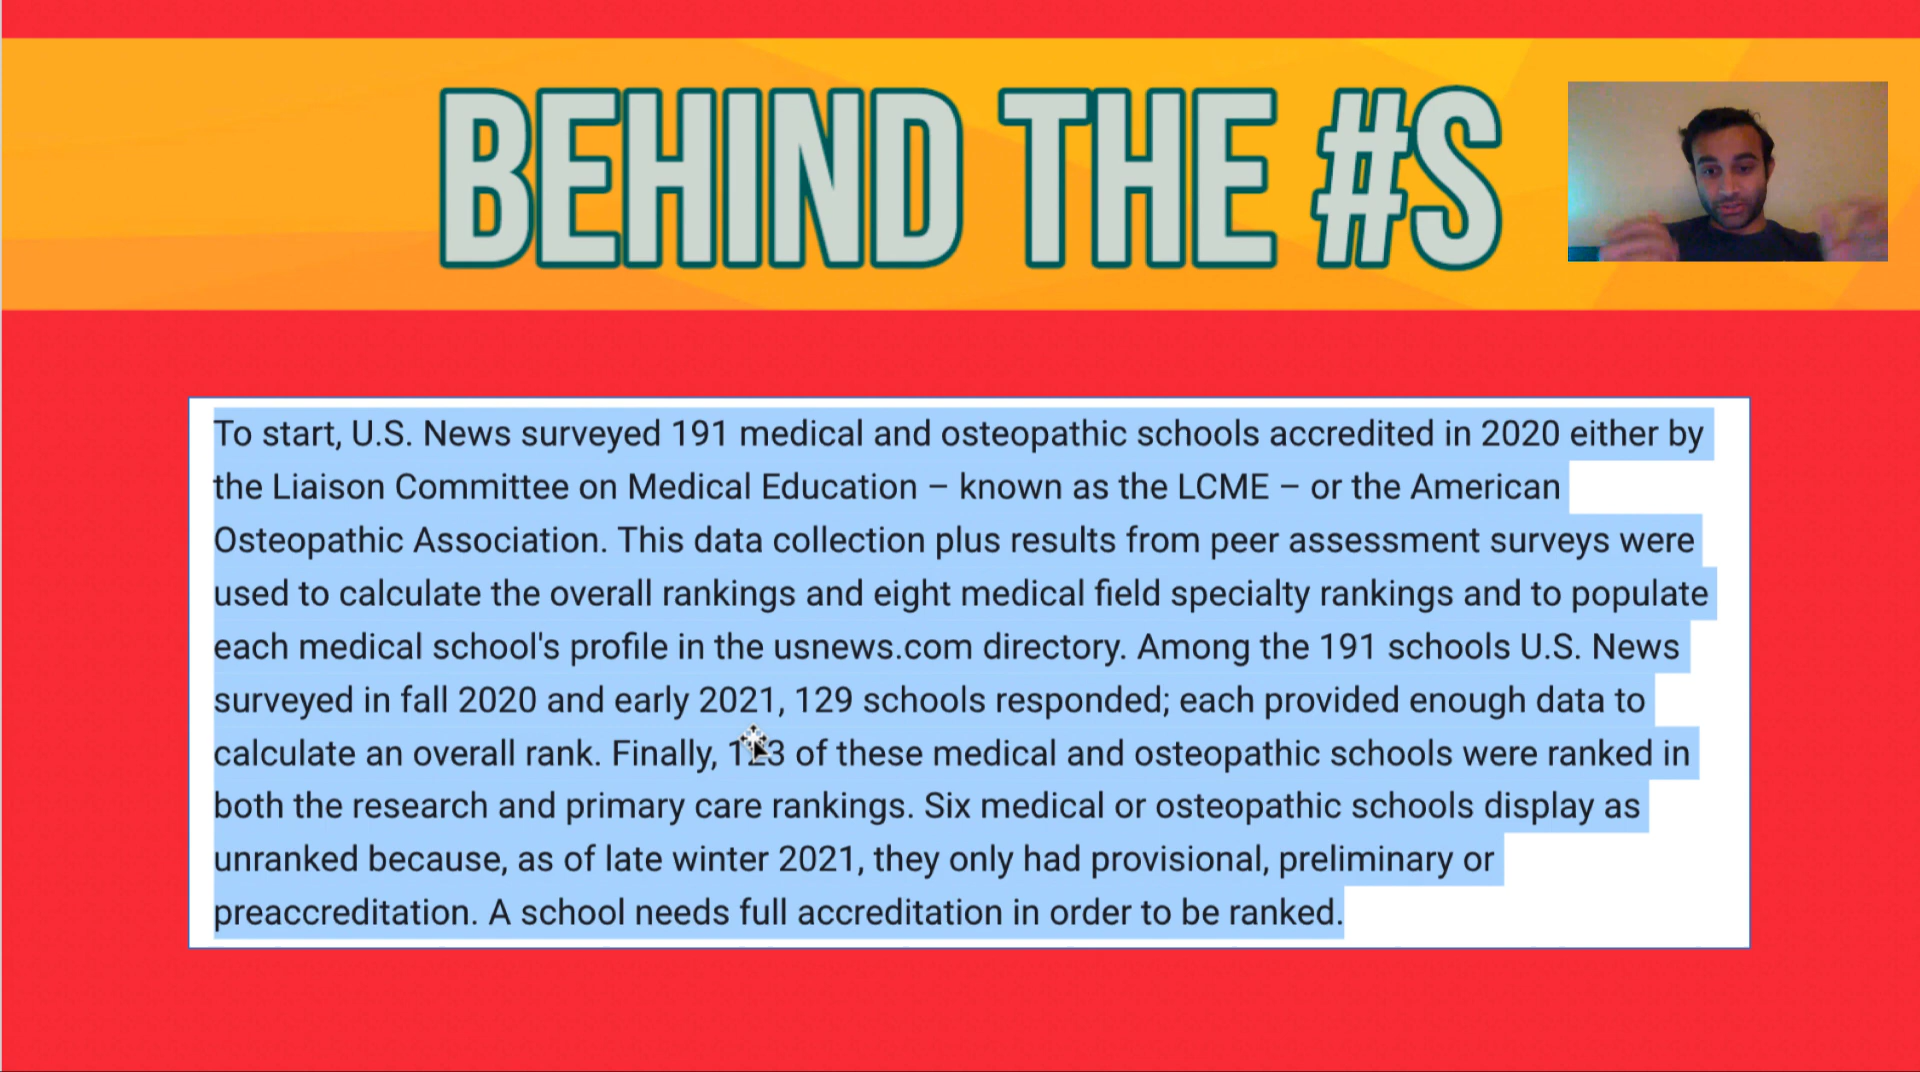 BEHIND THE #S
To start, U.S. News surveyed 191 medical and osteopathic schools accredited in 2020 either by
the Liaison Committee on Medical Education – known as the LCME – or the American
Osteopathic Association. This data collection plus results from peer assessment surveys were
used to calculate the overall rankings and eight medical field specialty rankings and to populate
each medical school's profile in the usnews.com directory. Among the 191 schools U.S. News
surveyed in fall 2020 and early 2021, 129 schools responded; each provided enough data to
calculate an overall rank. Finally, 123 of these medical and osteopathic schools were ranked in
both the research and primary care rankings. Six medical or osteopathic schools display as
unranked because, as of late winter 2021, they only had provisional, preliminary or
preaccreditation. A school needs full accreditation in order to be ranked.